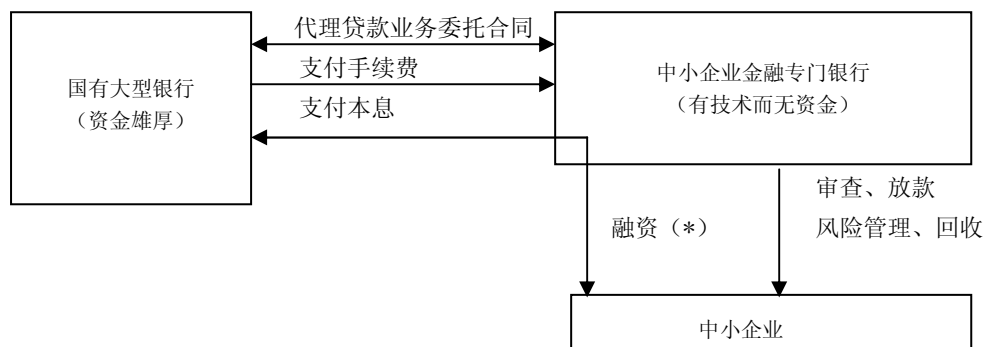 代理贷款业务委托合同
支付手续费
支付本息
国有大型银行
（资金雄厚）
中小企业金融专门银行
（有技术而无资金）
融资（*）
审查、放款
风险管理、回收
中小企业